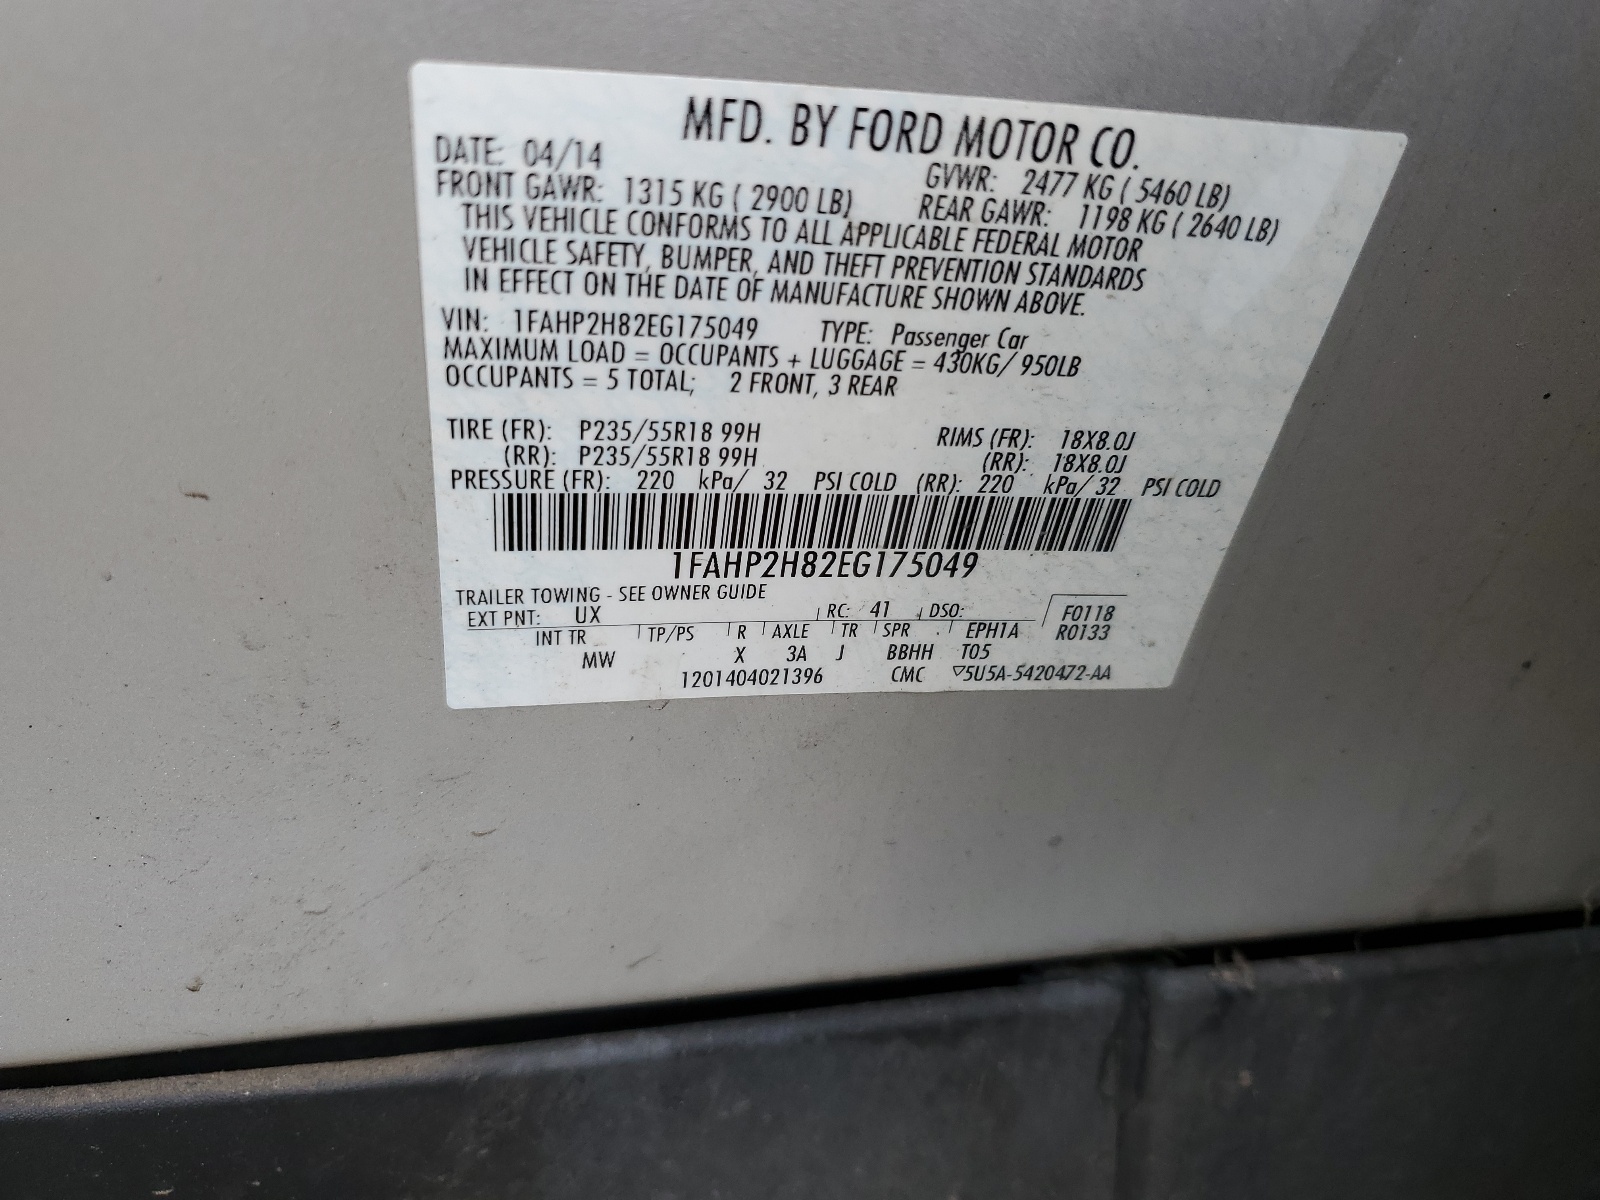 MFD. BY FORD MOTOR CO.
DATE: 04/14 GVWR: 2477 KG ( 5460 LB)
FRONT GAWR: 1315 KG ( 2900 LB) REAR GAWR: 1198 KG ( 2640 LB)
THIS VEHICLE CONFORMS TO ALL APPLICABLE FEDERAL MOTOR
VEHICLE SAFETY, BUMPER, AND THEFT PREVENTION STANDARDS
IN EFFECT ON THE DATE OF MANUFACTURE SHOWN ABOVE.
VIN: 1FAHP2H82EG175049 TYPE: Passenger Car
MAXIMUM LOAD = OCCUPANTS + LUGGAGE = 430KG/ 950LB
OCCUPANTS = 5 TOTAL; 2 FRONT, 3 REAR
TIRE (FR): P235/55R18 99H RIMS (FR): 18X8.0J
(RR): P235/55R18 99H (RR): 18X8.0J
PRESSURE (FR): 220 kPa/ 32 PSI COLD (RR): 220 kPa/ 32 PSI COLD
1FAHP2H82EG175049
TRAILER TOWING - SEE OWNER GUIDE
EXT PNT: UX RC: 41 DSO: F0118
INT TR TP/PS R AXLE TR SPR EPH1A R0133
MW X 3A J BBHH T05
1201404021396 CMC ▽5U5A-5420472-AA